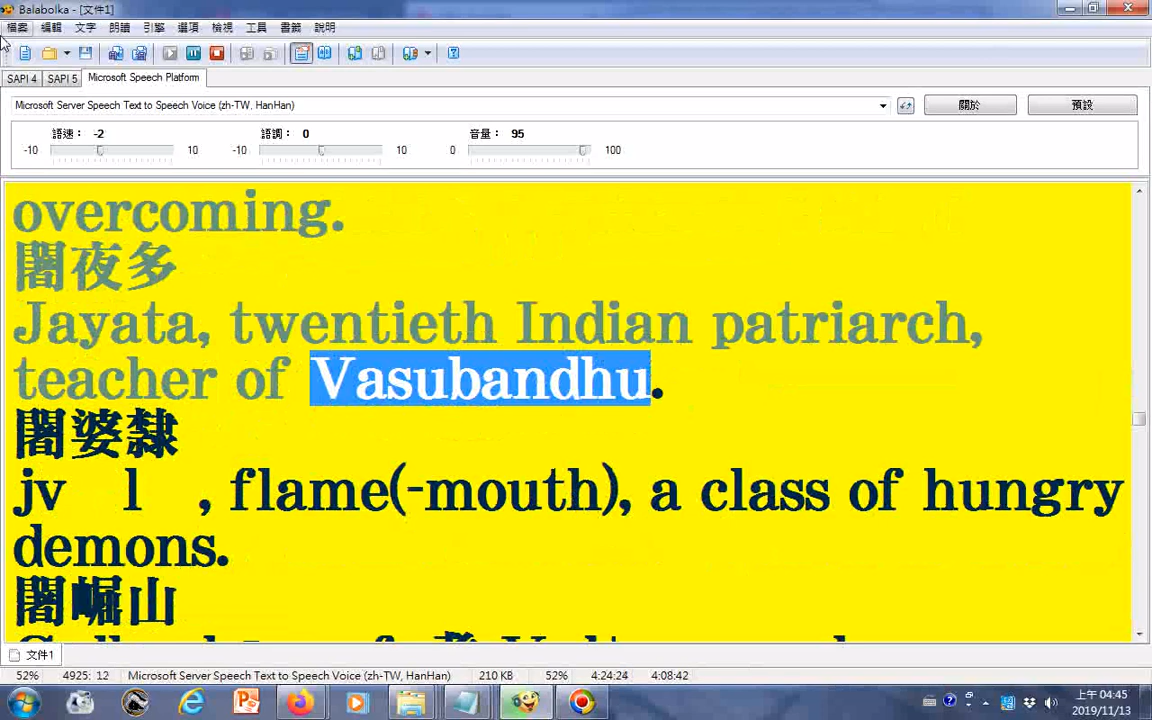 Balabolka - [文件1]
檔案 編輯 文字 朗讀 引擎 選項 檢視 工具 書籤 說明
SAPI 4 SAPI 5 Microsoft Speech Platform
Microsoft Server Speech Text to Speech Voice (zh-TW, HanHan) 關於 預設
語速： -2 語調： 0 音量： 95
-10 10 -10 10 0 100
overcoming.
闍夜多
Jayata, twentieth Indian patriarch,
teacher of Vasubandhu.
闍婆隸
jv l , flame(-mouth), a class of hungry
demons.
闍崛山
文件1
52% 4925: 12 Microsoft Server Speech Text to Speech Voice (zh-TW, HanHan) 210 KB 52% 4:24:24 4:08:42
上午 04:45
2019/11/13